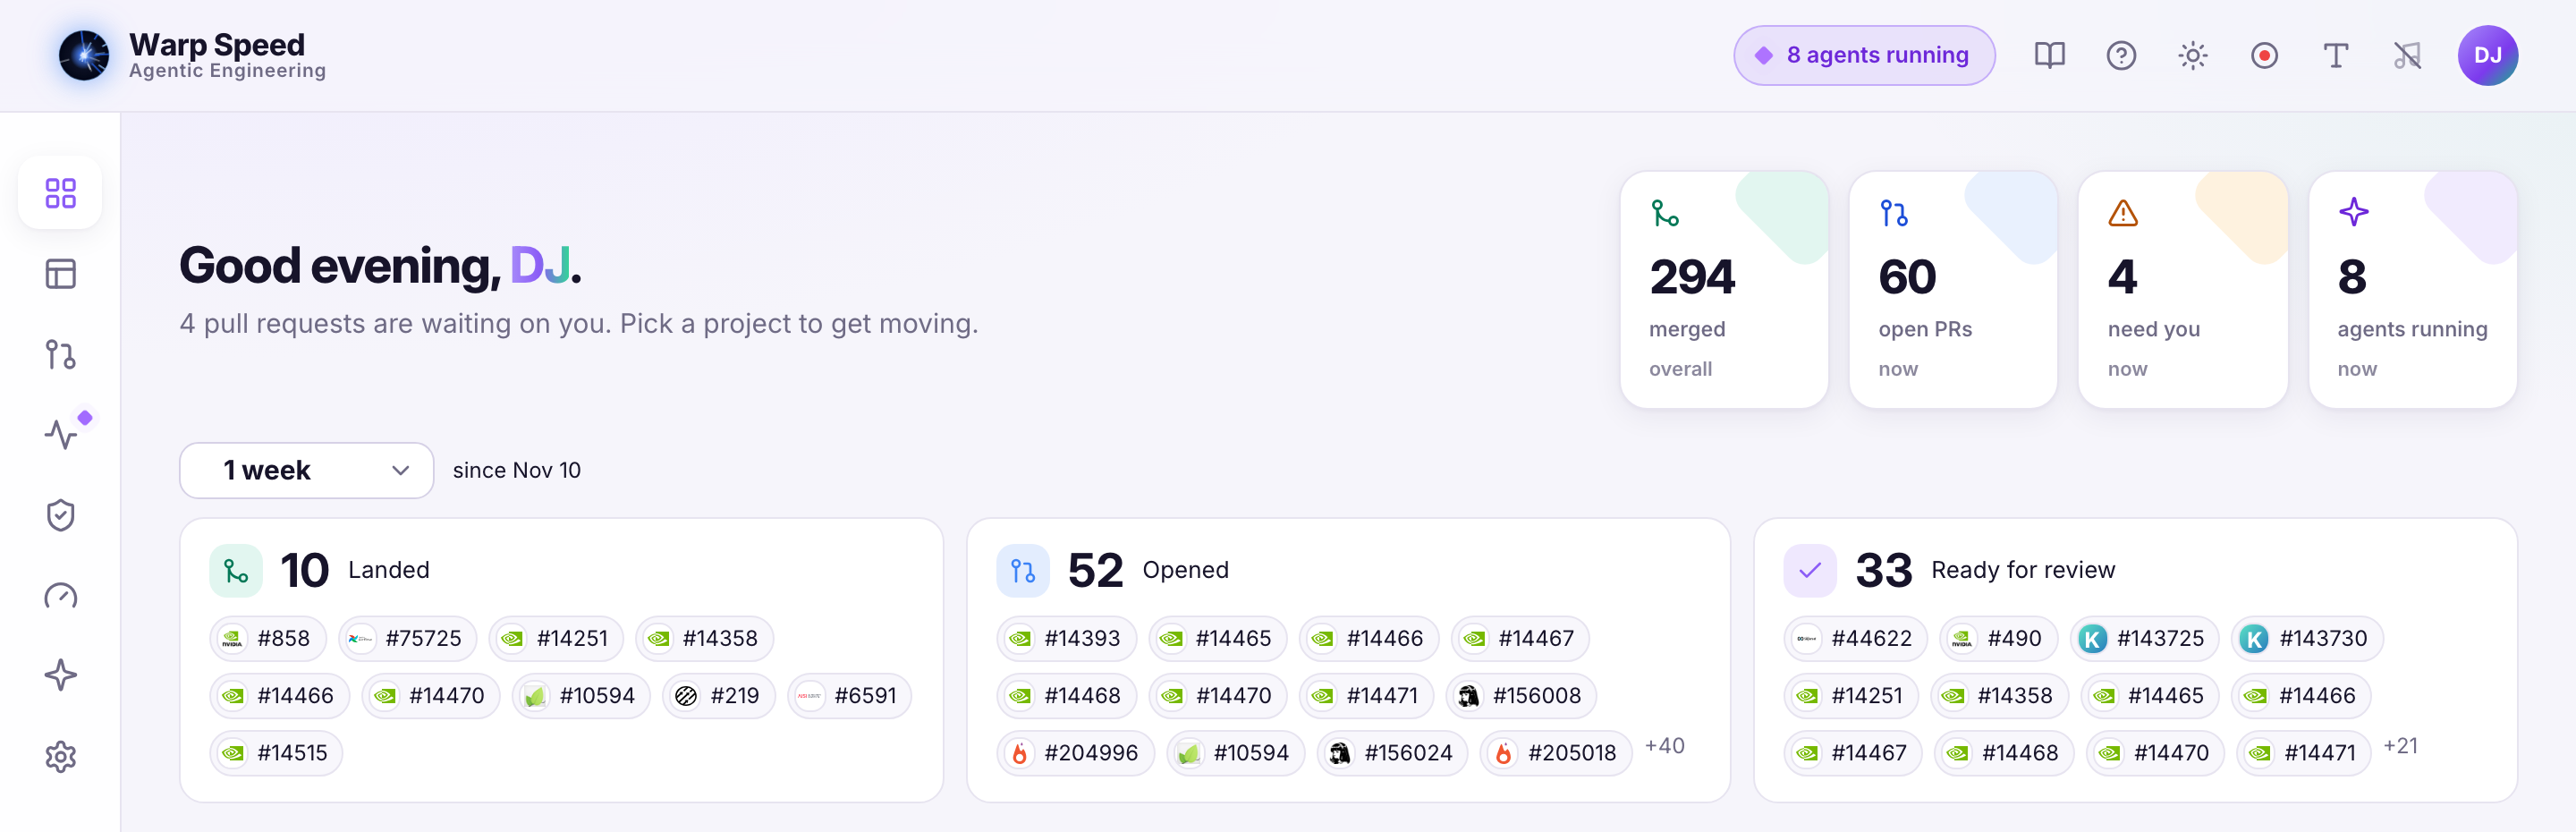 Warp Speed
Agentic Engineering
8 agents running
DJ
Good evening, DJ.
4 pull requests are waiting on you. Pick a project to get moving.
294
merged
overall
60
open PRs
now
4
need you
now
8
agents running
now
1 week
since Nov 10
10 Landed
#858 #75725 #14251 #14358
#14466 #14470 #10594 #219 #6591
#14515
52 Opened
#14393 #14465 #14466 #14467
#14468 #14470 #14471 #156008
#204996 #10594 #156024 #205018 +40
33 Ready for review
#44622 #490 #143725 #143730
#14251 #14358 #14465 #14466
#14467 #14468 #14470 #14471 +21